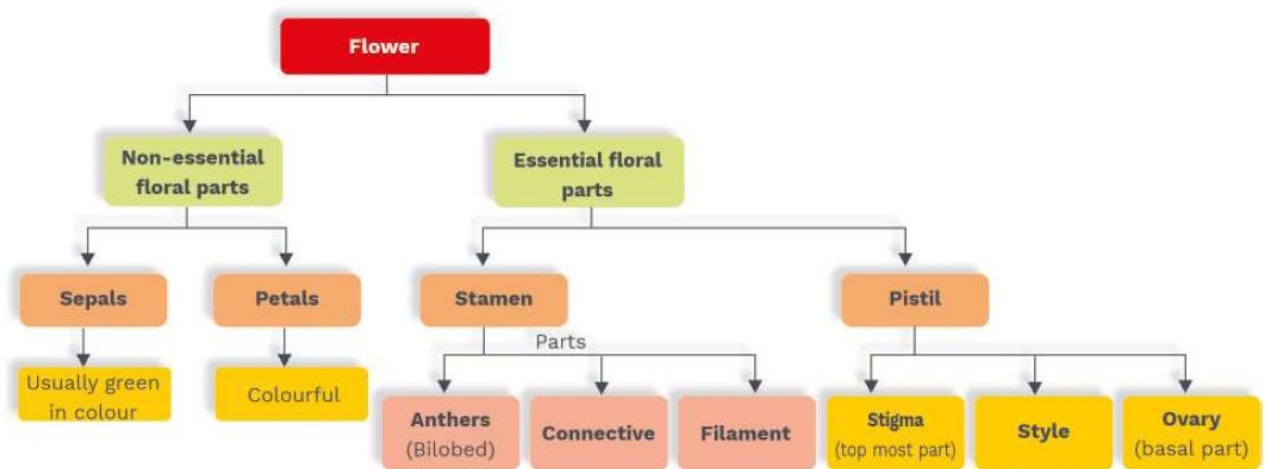 Flower
Non-essential
floral parts
Essential floral
parts
Sepals
Petals
Stamen
Pistil
Parts
Usually green
in colour
Colourful
Anthers
(Bilobed)
Connective
Filament
Stigma
(top most part)
Style
Ovary
(basal part)